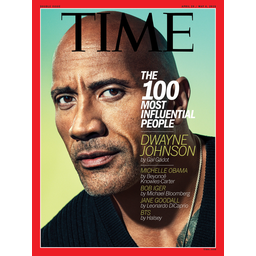 TIME
THE
100
MOST
INFLUENTIAL
PEOPLE
DWAYNE
JOHNSON
by Gal Gadot
MICHELLE OBAMA
by Beyoncé
Knowles-Carter
BOB IGER
by Michael Bloomberg
JANE GOODALL
by Leonardo DiCaprio
BTS
by Halsey